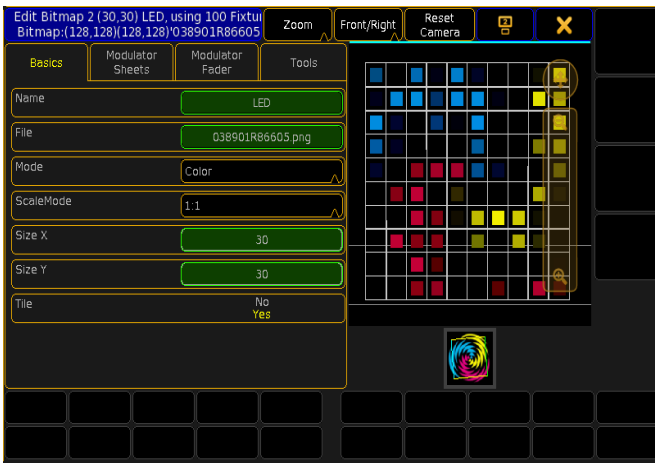 Edit Bitmap 2 (30,30) LED, using 100 Fixtu
Bitmap:(128,128)(128,128)'038901R86605
Zoom
Front/Right
Reset
Camera
2
Basics
Modulator
Sheets
Modulator
Fader
Tools
Name
LED
File
038901R86605.png
Mode
Color
ScaleMode
1:1
Size X
30
Size Y
30
Tile
No
Yes